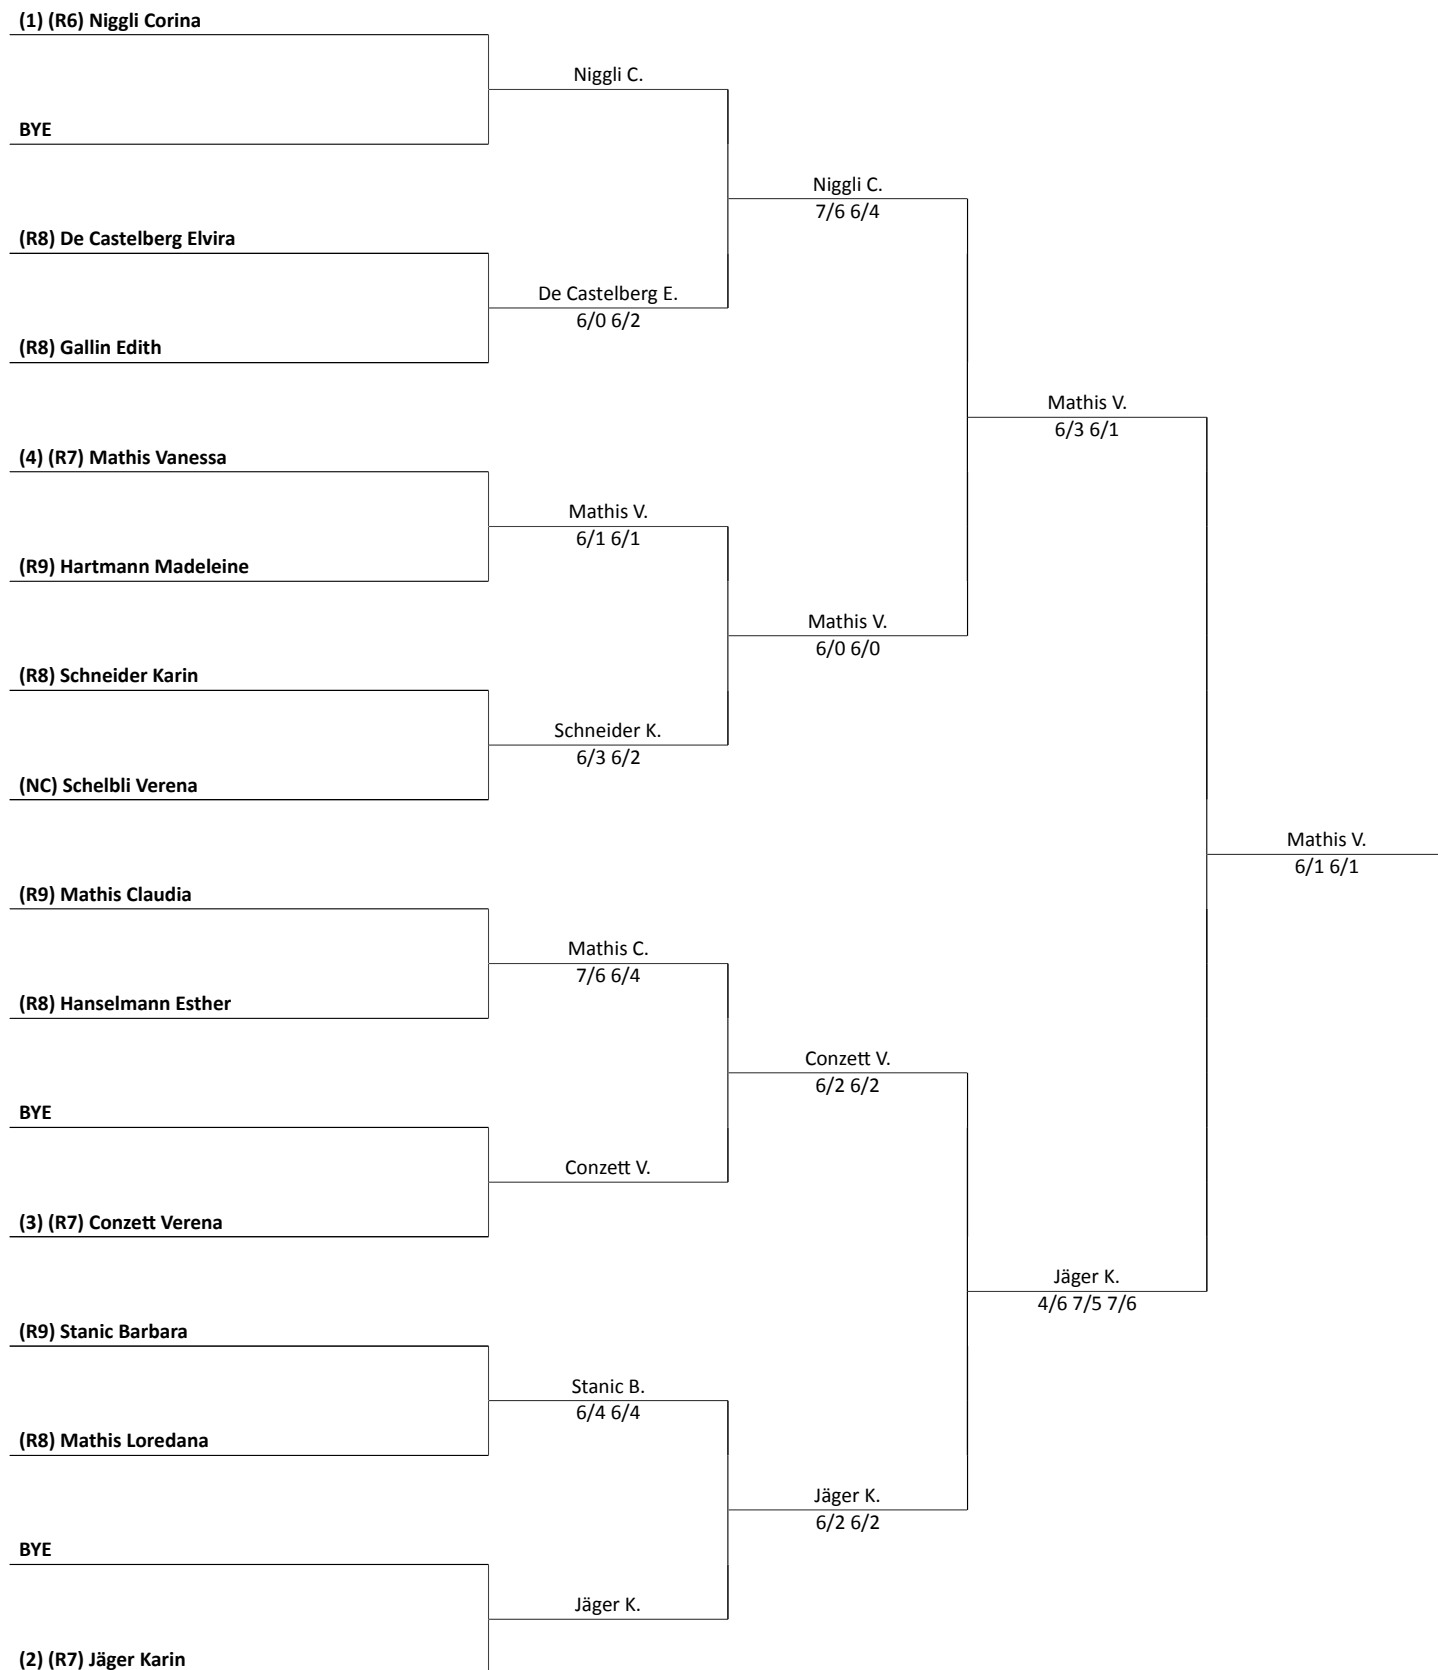 (1) (R6) Niggli Corina
Niggli C.
BYE
Niggli C.
7/6 6/4
(R8) De Castelberg Elvira
De Castelberg E.
6/0 6/2
(R8) Gallin Edith
Mathis V.
6/3 6/1
(4) (R7) Mathis Vanessa
Mathis V.
6/1 6/1
(R9) Hartmann Madeleine
Mathis V.
6/0 6/0
(R8) Schneider Karin
Schneider K.
6/3 6/2
(NC) Schelbli Verena
Mathis V.
6/1 6/1
(R9) Mathis Claudia
Mathis C.
7/6 6/4
(R8) Hanselmann Esther
Conzett V.
6/2 6/2
BYE
Conzett V.
(3) (R7) Conzett Verena
Jäger K.
4/6 7/5 7/6
(R9) Stanic Barbara
Stanic B.
6/4 6/4
(R8) Mathis Loredana
Jäger K.
6/2 6/2
BYE
Jäger K.
(2) (R7) Jäger Karin